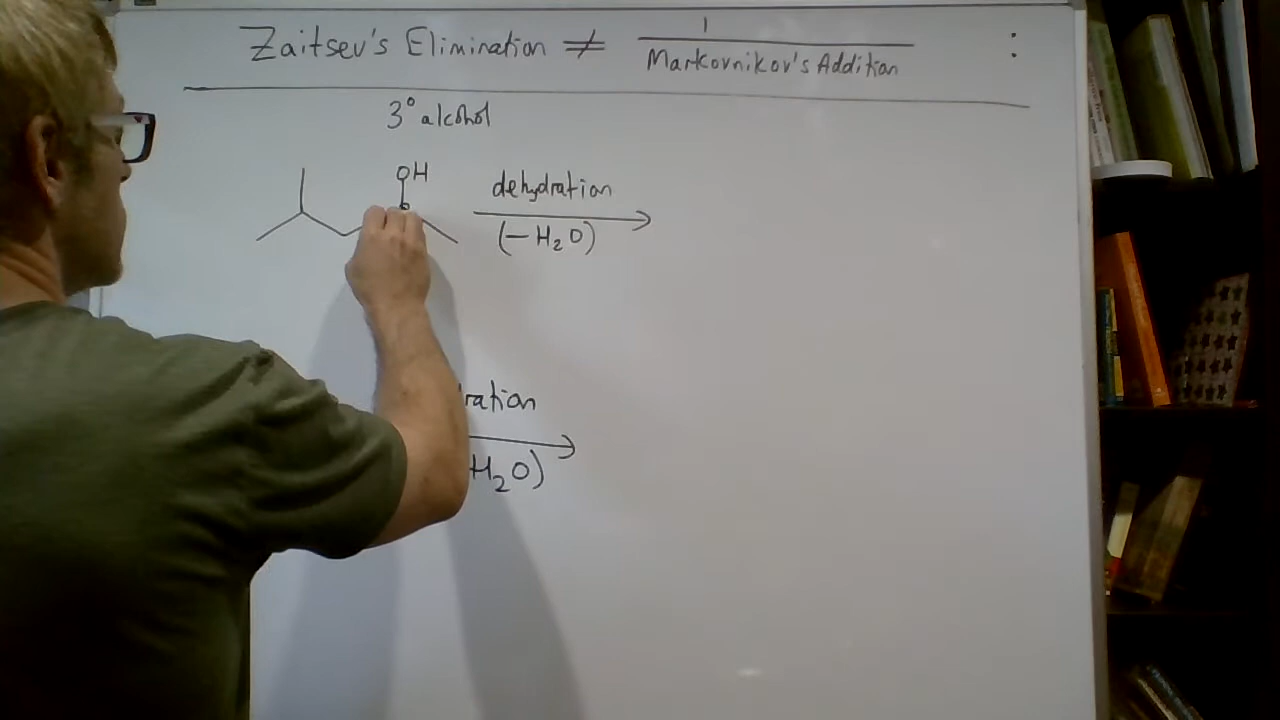 Zaitsev's Elimination ≠ 1 / Markovnikov's Addition :
3° alcohol
OH
dehydration
(−H₂O)
ration
H₂O)